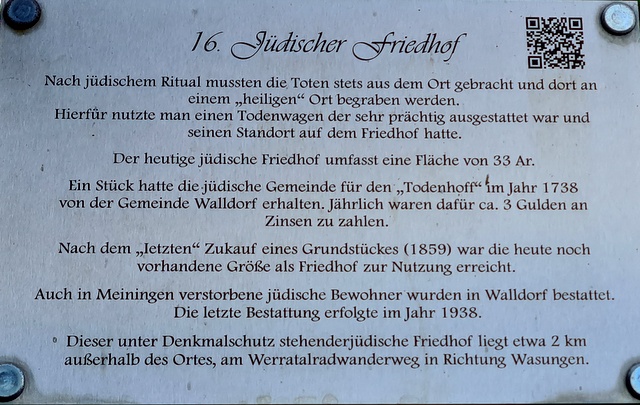 16. Jüdischer Friedhof
Nach jüdischem Ritual mussten die Toten stets aus dem Ort gebracht und dort an
einem „heiligen“ Ort begraben werden.
Hierfür nutzte man einen Todenwagen der sehr prächtig ausgestattet war und
seinen Standort auf dem Friedhof hatte.
Der heutige jüdische Friedhof umfasst eine Fläche von 33 Ar.
Ein Stück hatte die jüdische Gemeinde für den „Todenhoff“ im Jahr 1738
von der Gemeinde Walldorf erhalten. Jährlich waren dafür ca. 3 Gulden an
Zinsen zu zahlen.
Nach dem „letzten“ Zukauf eines Grundstückes (1859) war die heute noch
vorhandene Größe als Friedhof zur Nutzung erreicht.
Auch in Meiningen verstorbene jüdische Bewohner wurden in Walldorf bestattet.
Die letzte Bestattung erfolgte im Jahr 1938.
Dieser unter Denkmalschutz stehenderjüdische Friedhof liegt etwa 2 km
außerhalb des Ortes, am Werratalradwanderweg in Richtung Wasungen.